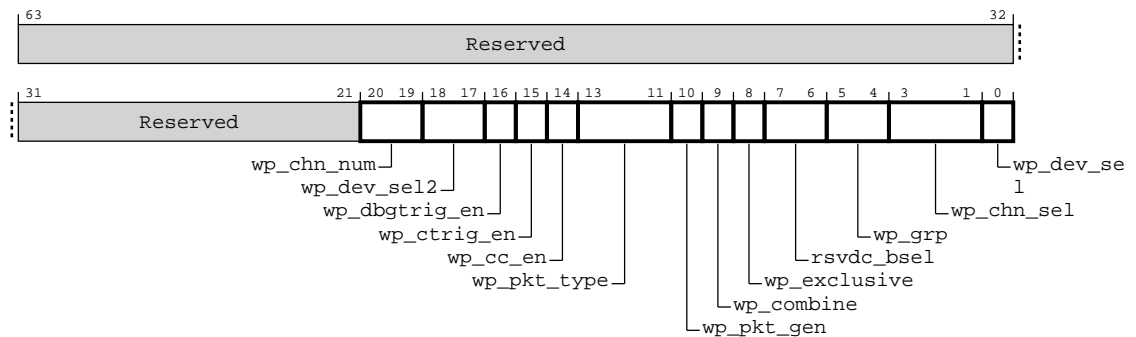 63 32
Reserved
31 21 20 19 18 17 16 15 14 13 11 10 9 8 7 6 5 4 3 1 0
Reserved
wp_chn_num wp_dev_se
wp_dev_sel2 l
wp_dbgtrig_en wp_chn_sel
wp_ctrig_en wp_grp
wp_cc_en rsvdc_bsel
wp_pkt_type wp_exclusive
wp_combine
wp_pkt_gen